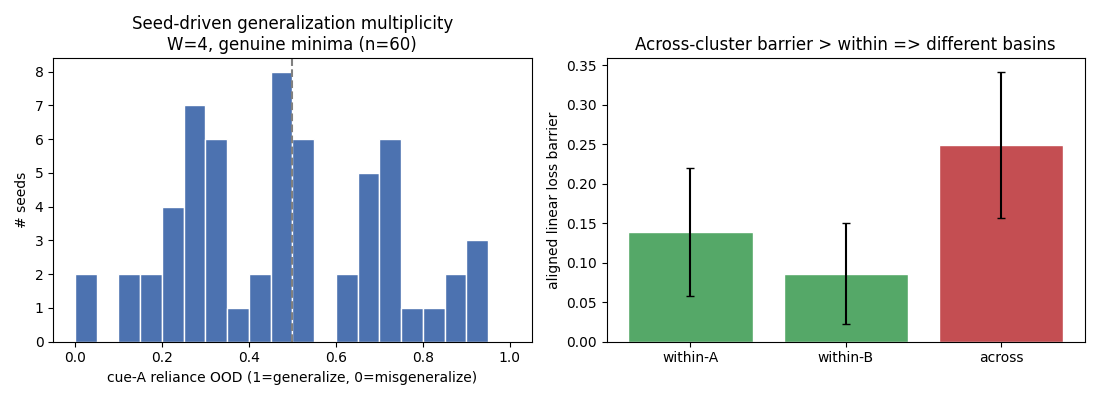 Seed-driven generalization multiplicity
W=4, genuine minima (n=60)
# seeds
8
7
6
5
4
3
2
1
0
0.0 0.2 0.4 0.6 0.8 1.0
cue-A reliance OOD (1=generalize, 0=misgeneralize)
Across-cluster barrier > within => different basins
aligned linear loss barrier
0.35
0.30
0.25
0.20
0.15
0.10
0.05
0.00
within-A within-B across